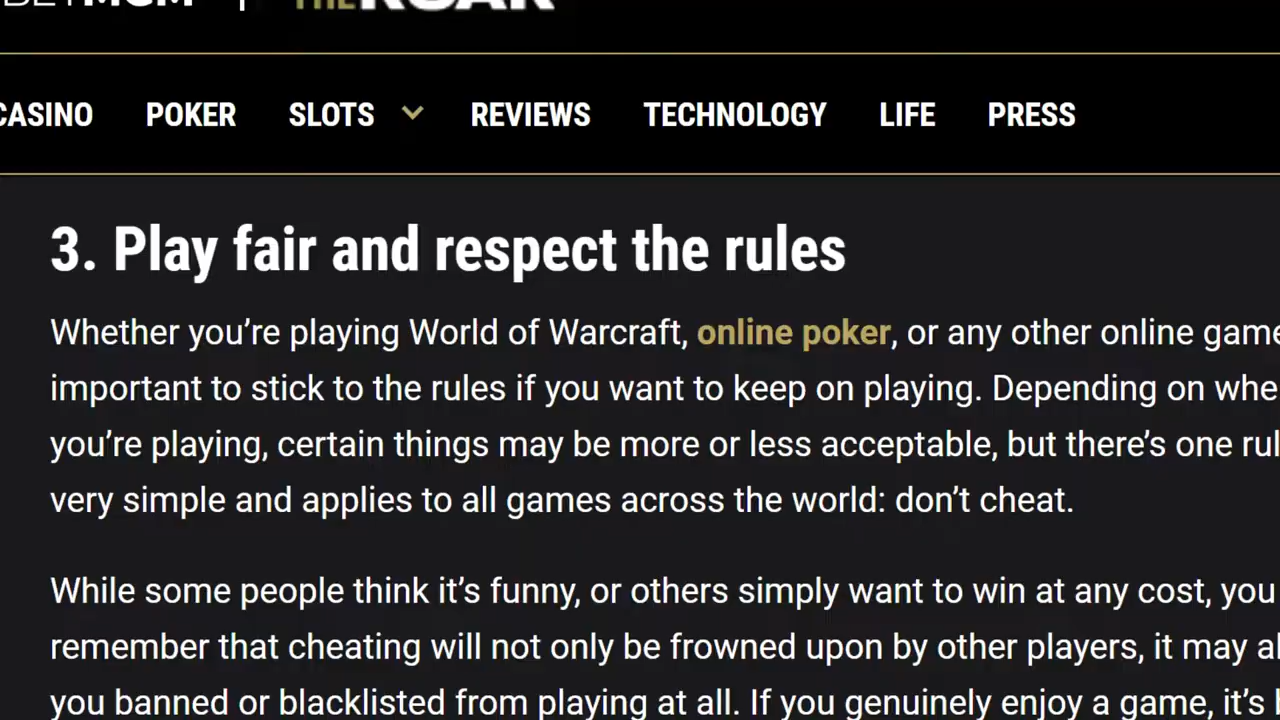 BETMGM | THE ROAR
CASINO POKER SLOTS REVIEWS TECHNOLOGY LIFE PRESS
3. Play fair and respect the rules
Whether you’re playing World of Warcraft, online poker, or any other online game
important to stick to the rules if you want to keep on playing. Depending on whe
you’re playing, certain things may be more or less acceptable, but there’s one rul
very simple and applies to all games across the world: don’t cheat.
While some people think it’s funny, or others simply want to win at any cost, you
remember that cheating will not only be frowned upon by other players, it may al
you banned or blacklisted from playing at all. If you genuinely enjoy a game, it’s